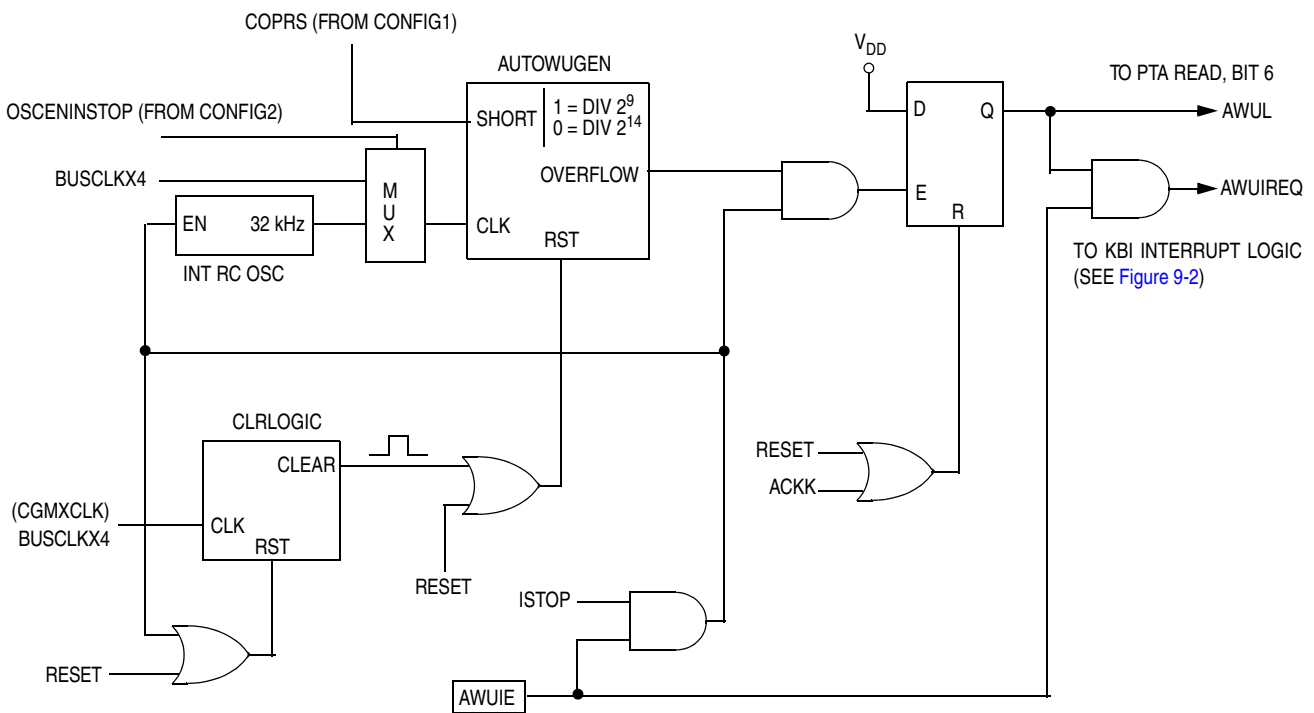 COPRS (FROM CONFIG1)
VDD
AUTOWUGEN
TO PTA READ, BIT 6
OSCENINSTOP (FROM CONFIG2)
SHORT
1 = DIV 2^9
0 = DIV 2^14
D
Q
AWUL
BUSCLKX4
MUX
OVERFLOW
E
AWUIREQ
EN
32 kHz
CLK
R
RST
INT RC OSC
TO KBI INTERRUPT LOGIC
(SEE Figure 9-2)
CLRLOGIC
CLEAR
RESET
ACKK
(CGMXCLK)
BUSCLKX4
CLK
RST
RESET
ISTOP
RESET
AWUIE